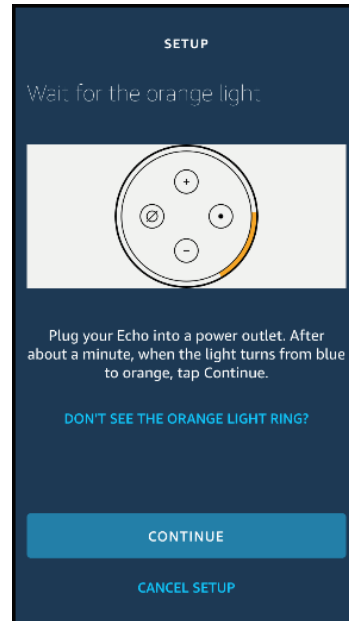 SETUP
Wait for the orange light
Plug your Echo into a power outlet. After
about a minute, when the light turns from blue
to orange, tap Continue.
DON'T SEE THE ORANGE LIGHT RING?
CONTINUE
CANCEL SETUP